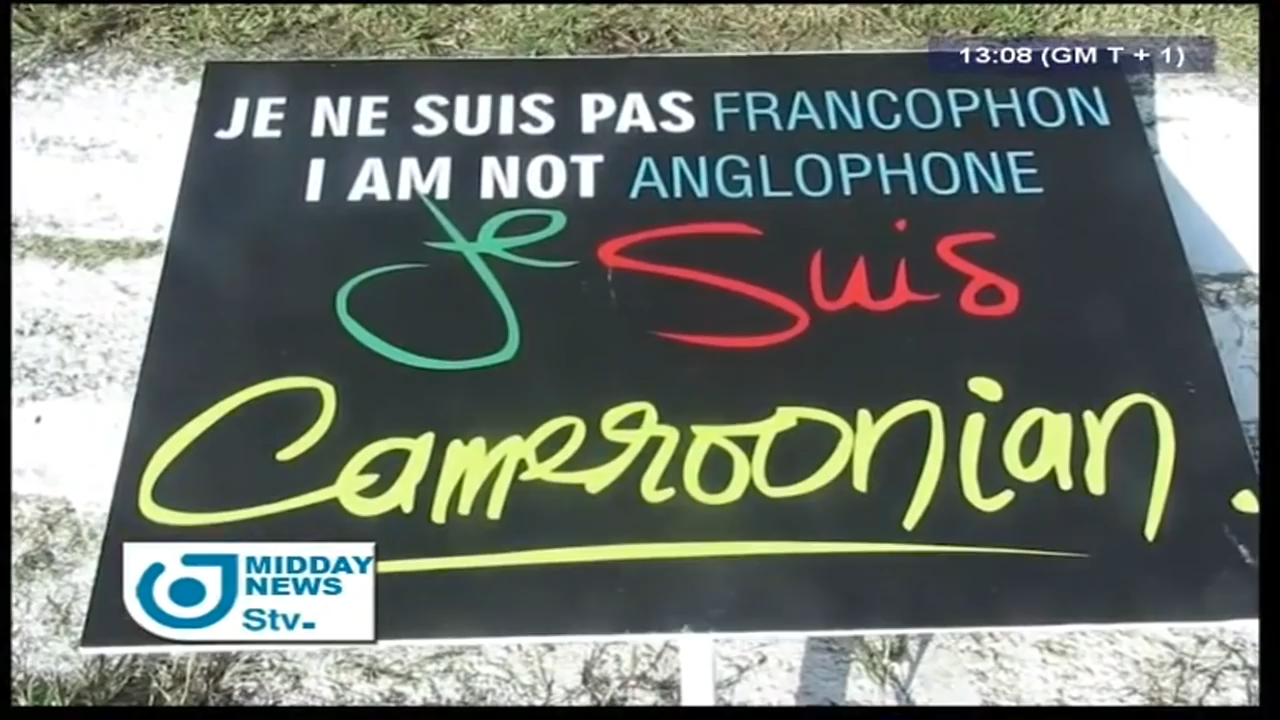 13:08 (GM T + 1)
JE NE SUIS PAS FRANCOPHON
I AM NOT ANGLOPHONE
Je Suis
Cameroonian.
MIDDAY
NEWS
Stv